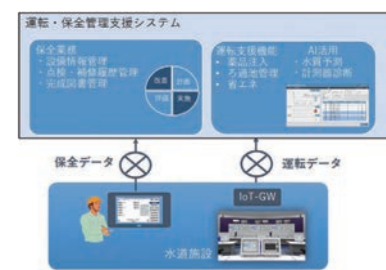 運転・保全管理支援システム
保全業務
・設備情報管理
・点検・補修履歴管理
・完成図書管理
改善
計画
評価
実施
運転支援機能
• 薬品注入
• ろ過池管理
• 省エネ
AI活用
・水質予測
・計測器診断
保全データ
運転データ
IoT-GW
水道施設